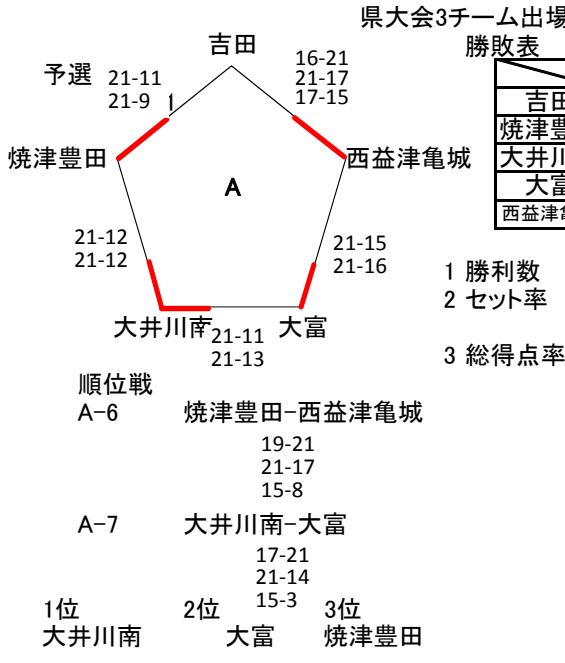 県大会3チーム出場
勝敗表
吉田
予選
21-11
21-9
1
16-21
21-17
17-15
焼津豊田
西益津亀城
A
21-12
21-12
21-15
21-16
大井川南
大富
21-11
21-13
吉田
焼津豊
大井川
大富
西益津
1 勝利数
2 セット率
3 総得点率
順位戦
A-6 焼津豊田-西益津亀城
19-21
21-17
15-8
A-7 大井川南-大富
17-21
21-14
15-3
1位 2位 3位
大井川南 大富 焼津豊田